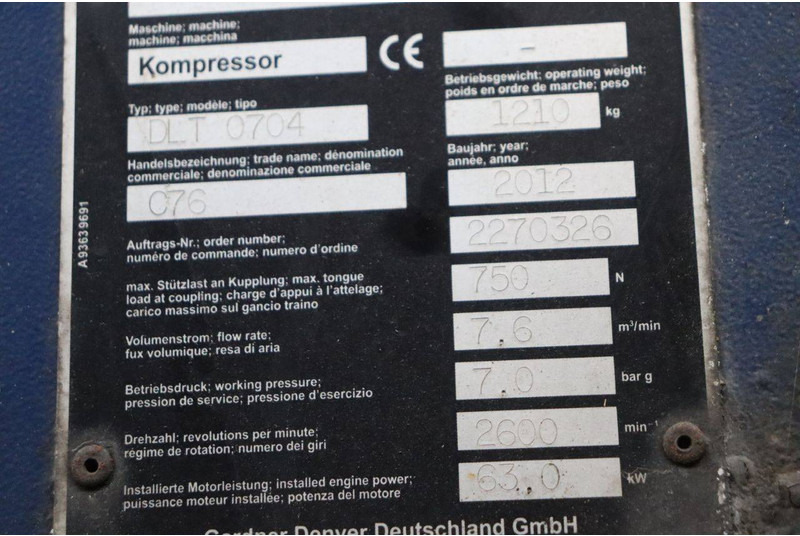 Maschine; machine;
machine; macchina
Kompressor
CE
-
Betriebsgewicht; operating weight;
poids en ordre de marche; peso
Typ; type; modèle; tipo
DLT 0704
1210 kg
Handelsbezeichnung; trade name; dénomination
commerciale; denominazione commerciale
Baujahr; year;
année, anno
C76
2012
Auftrags-Nr.; order number;
numéro de commande; numero d'ordine
2270326
max. Stützlast an Kupplung; max. tongue
load at coupling; charge d'appui à l'attelage;
carico massimo sul gancio traino
750 N
Volumenstrom; flow rate;
fux volumique; resa di aria
7.6 m³/min
Betriebsdruck; working pressure;
pression de service; pressione d'esercizio
7.0 bar g
Drehzahl; revolutions per minute;
régime de rotation; numero dei giri
2600 min⁻¹
Installierte Motorleistung; installed engine power;
puissance moteur installée; potenza del motore
63.0 kW
Gardner Denver Deutschland GmbH
A93639691